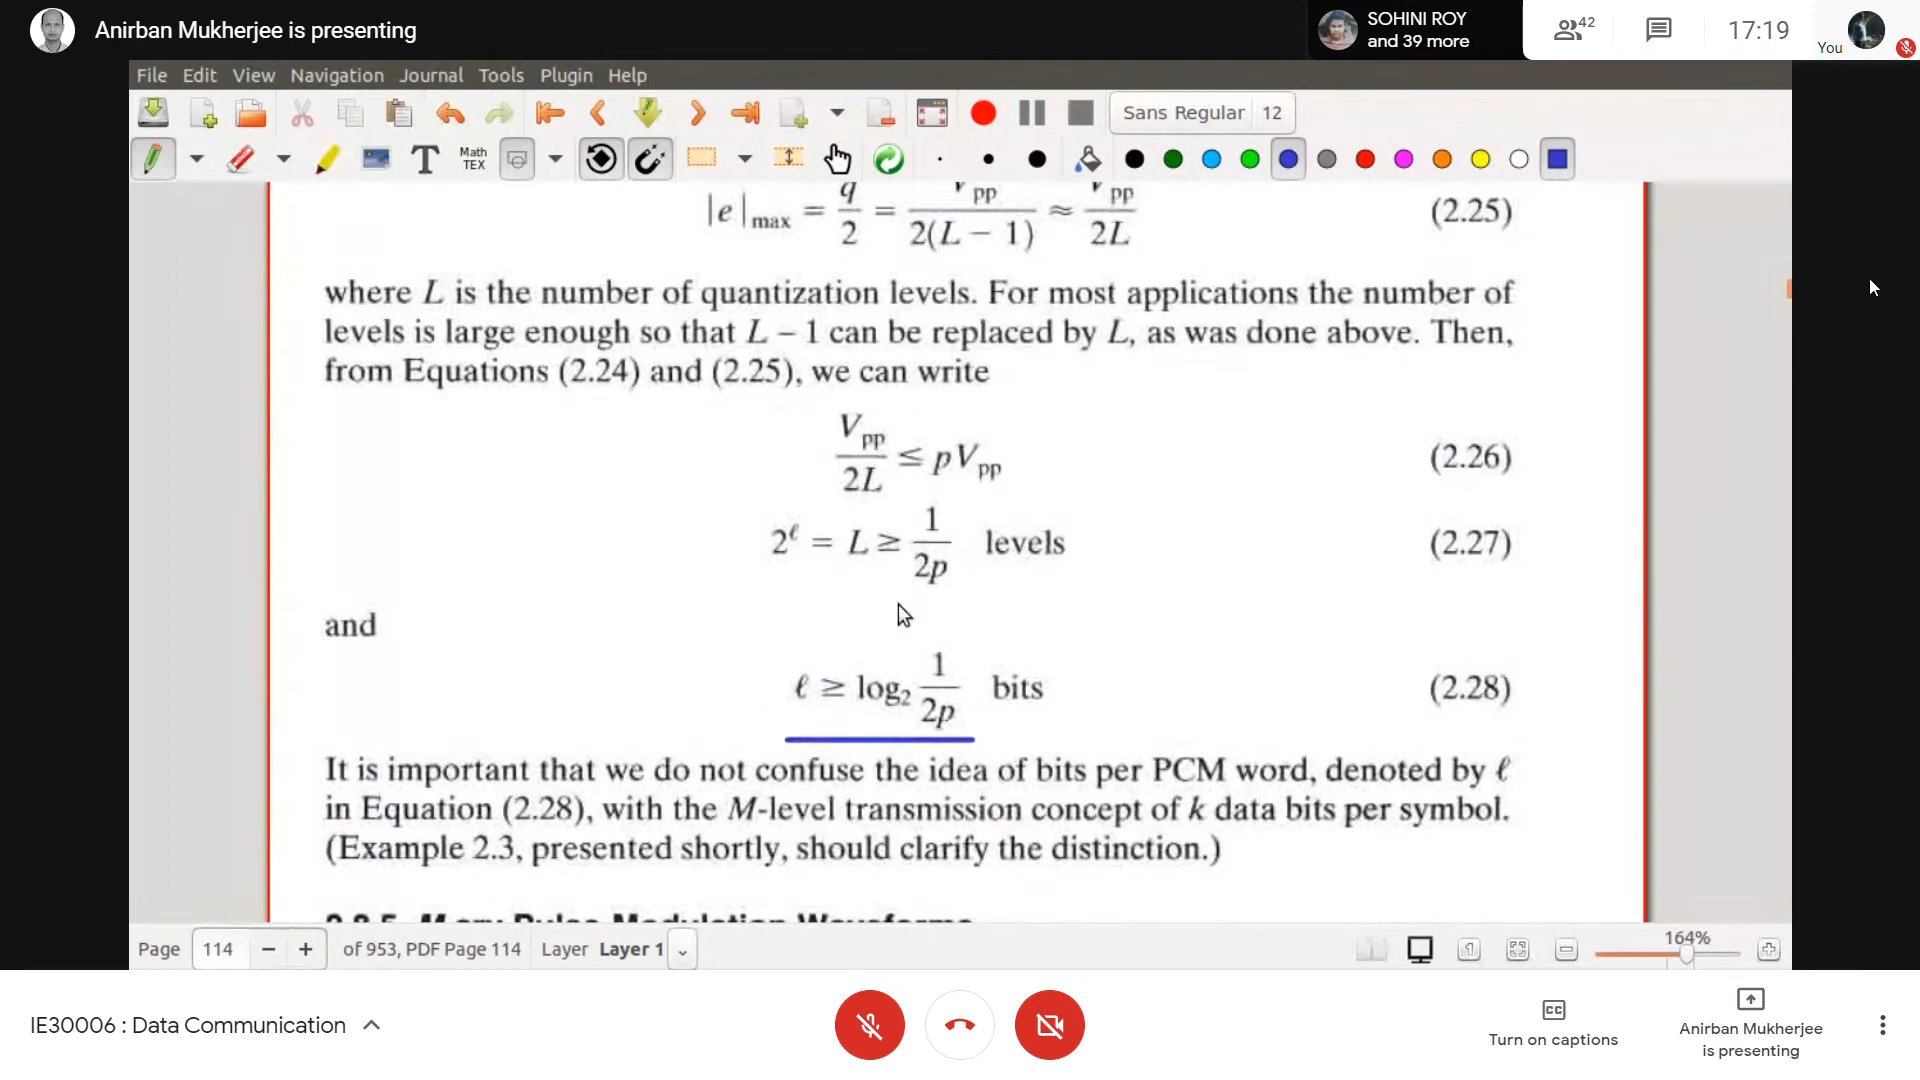 Anirban Mukherjee is presenting
SOHINI ROY
and 39 more
42
17:19
You
File Edit View Navigation Journal Tools Plugin Help
Sans Regular 12
Math
TEX
|e|max = q/2 = Vpp/2(L − 1) ≈ Vpp/2L (2.25)
where L is the number of quantization levels. For most applications the number of
levels is large enough so that L − 1 can be replaced by L, as was done above. Then,
from Equations (2.24) and (2.25), we can write
Vpp/2L ≤ pVpp (2.26)
2^ℓ = L ≥ 1/2p levels (2.27)
and
ℓ ≥ log₂ 1/2p bits (2.28)
It is important that we do not confuse the idea of bits per PCM word, denoted by ℓ
in Equation (2.28), with the M-level transmission concept of k data bits per symbol.
(Example 2.3, presented shortly, should clarify the distinction.)
Page 114 − + of 953, PDF Page 114 Layer Layer 1
164%
IE30006 : Data Communication
Turn on captions
Anirban Mukherjee
is presenting